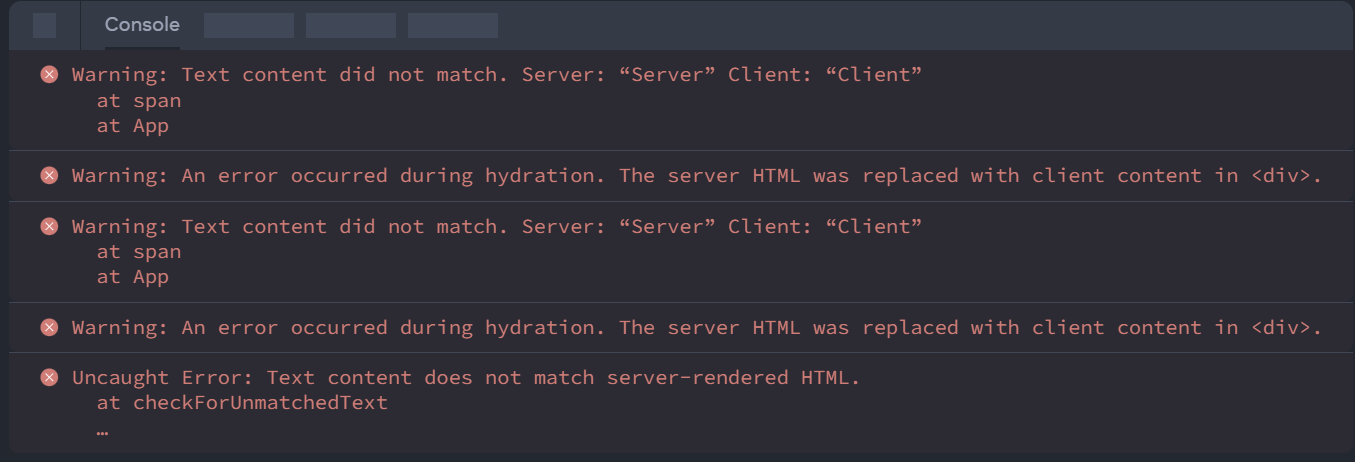 Console
Warning: Text content did not match. Server: “Server” Client: “Client”
at span
at App
Warning: An error occurred during hydration. The server HTML was replaced with client content in <div>.
Warning: Text content did not match. Server: “Server” Client: “Client”
at span
at App
Warning: An error occurred during hydration. The server HTML was replaced with client content in <div>.
Uncaught Error: Text content does not match server-rendered HTML.
at checkForUnmatchedText
…